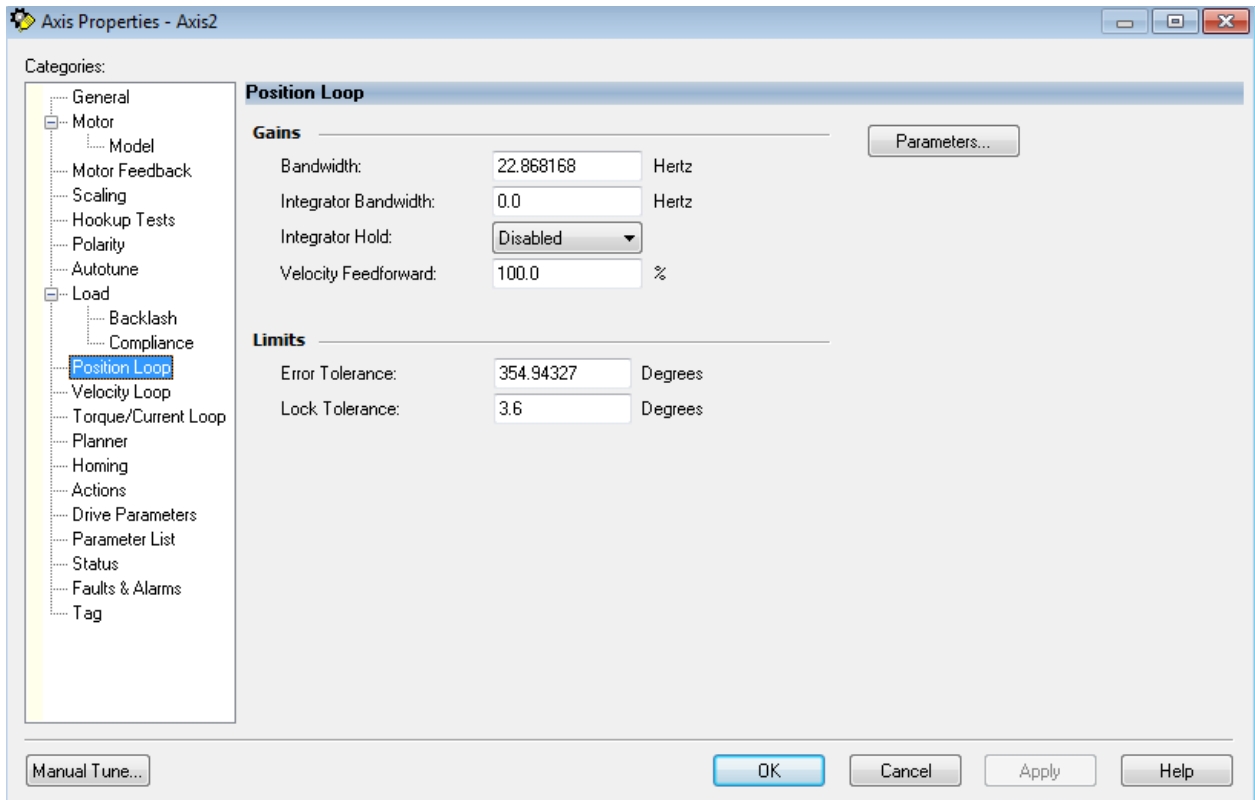 Axis Properties - Axis2
Categories:
General
Motor
Model
Motor Feedback
Scaling
Hookup Tests
Polarity
Autotune
Load
Backlash
Compliance
Position Loop
Velocity Loop
Torque/Current Loop
Planner
Homing
Actions
Drive Parameters
Parameter List
Status
Faults & Alarms
Tag
Position Loop
Gains
Parameters...
Bandwidth: 22.868168 Hertz
Integrator Bandwidth: 0.0 Hertz
Integrator Hold: Disabled
Velocity Feedforward: 100.0 %
Limits
Error Tolerance: 354.94327 Degrees
Lock Tolerance: 3.6 Degrees
Manual Tune... OK Cancel Apply Help